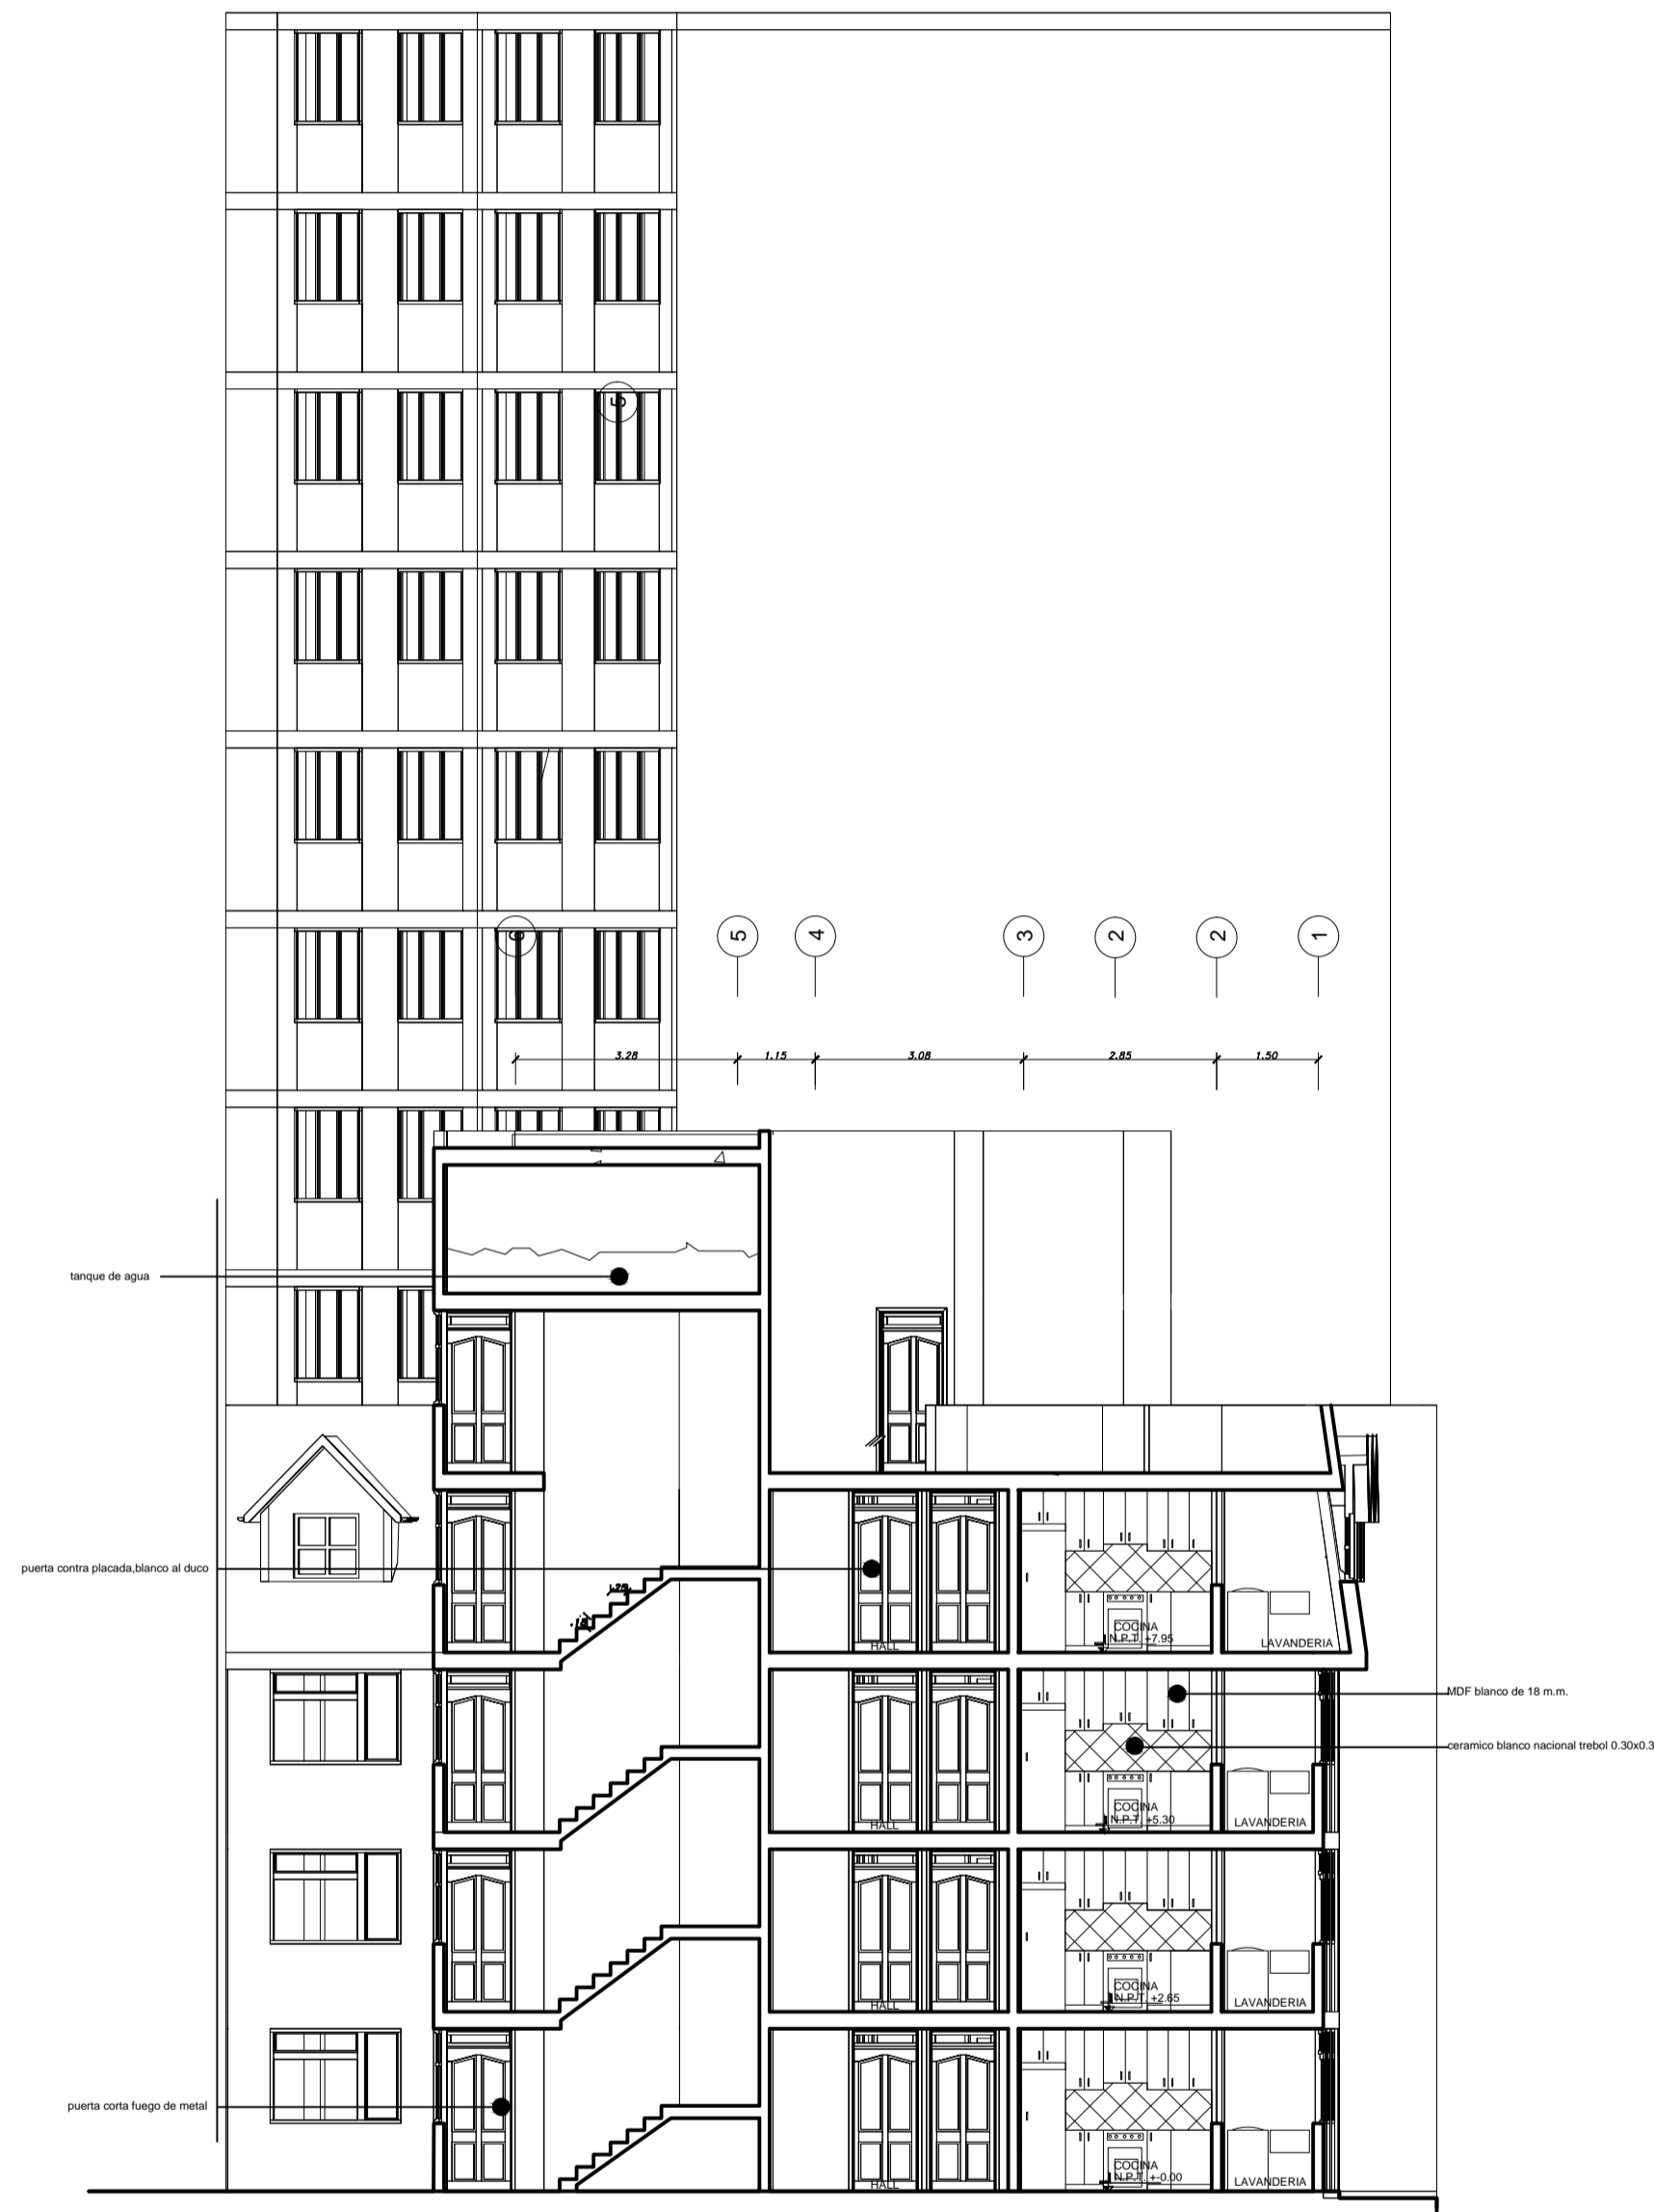 5
6
5
4
3
2
2
1
3.28
1.15
3.08
2.85
1.50
tanque de agua
puerta contra placada,blanco al duco
COCINA
N.P.T. +7.95
HALL
LAVANDERIA
MDF blanco de 18 m.m.
ceramico blanco nacional trebol 0.30x0.3
COCINA
N.P.T. +5.30
HALL
LAVANDERIA
COCINA
N.P.T. +2.65
HALL
LAVANDERIA
puerta corta fuego de metal
COCINA
N.P.T. +-0.00
HALL
LAVANDERIA